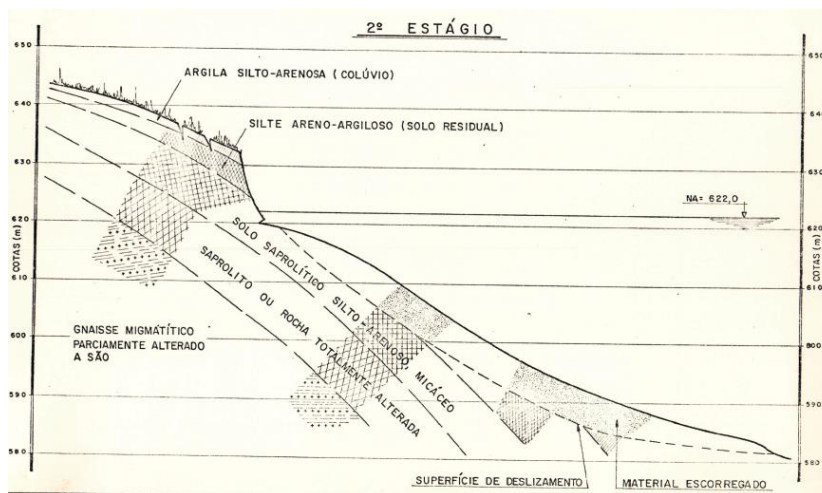 2º ESTÁGIO
650
640
630
620
610
600
590
580
COTAS (m)
ARGILA SILTO-ARENOSA (COLÚVIO)
SILTE ARENO-ARGILOSO (SOLO RESIDUAL)
NA= 622,0
SOLO SAPROLÍTICO SILTO-ARENOSO, MICÁCEO
SAPROLITO OU ROCHA TOTALMENTE ALTERADA
GNAISSE MIGMATÍTICO
PARCIAMENTE ALTERADO
A SÃO
SUPERFÍCIE DE DESLIZAMENTO
MATERIAL ESCORREGADO
650
640
630
620
610
600
590
580
COTAS (m)